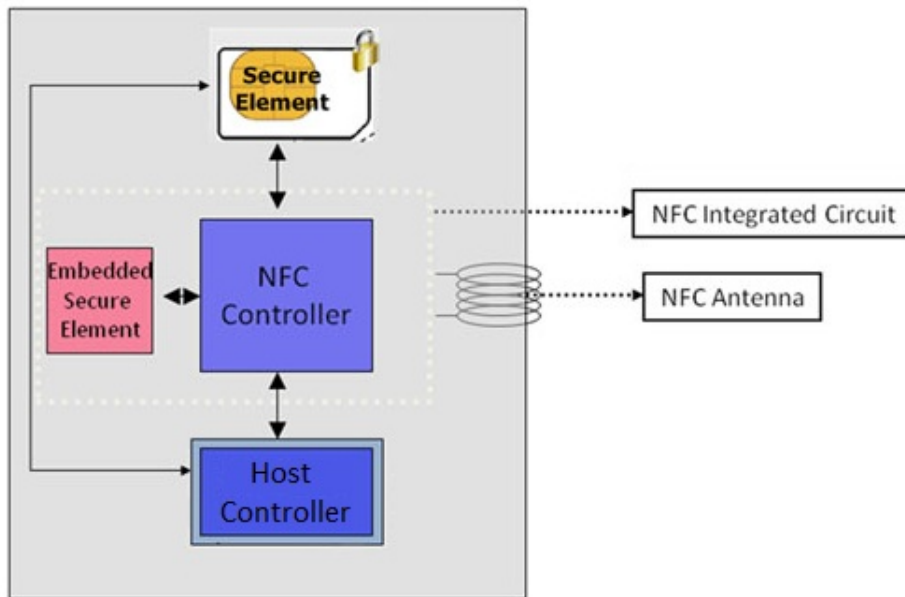 Secure
Element
NFC Integrated Circuit
Embedded
Secure
Element
NFC
Controller
NFC Antenna
Host
Controller